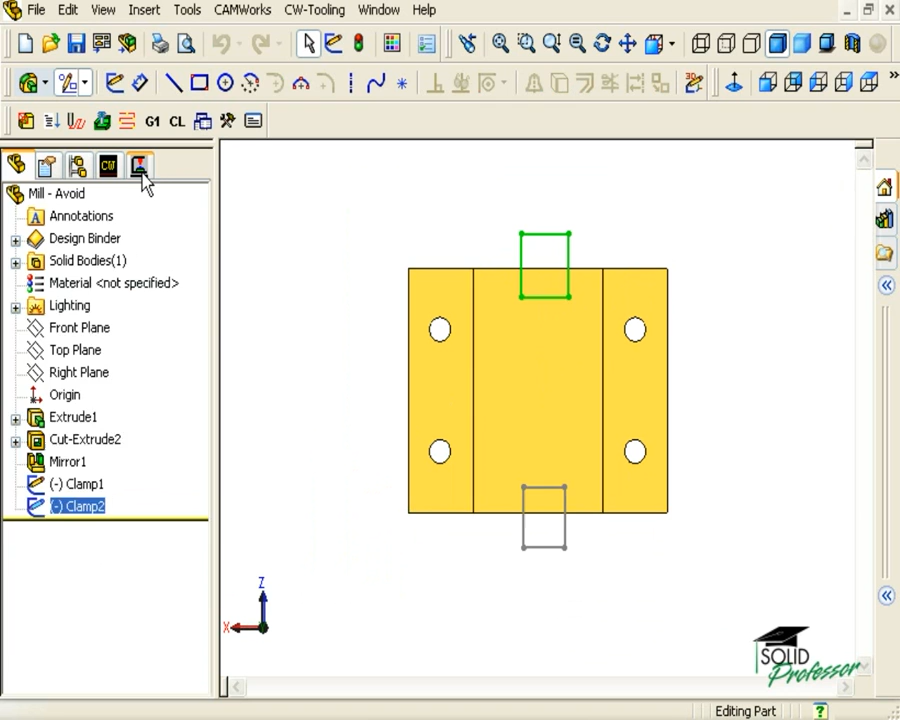 File Edit View Insert Tools CAMWorks CW-Tooling Window Help
G1 CL
CW
Mill - Avoid
Annotations
Design Binder
Solid Bodies(1)
Material <not specified>
Lighting
Front Plane
Top Plane
Right Plane
Origin
Extrude1
Cut-Extrude2
Mirror1
(-) Clamp1
(-) Clamp2
Z
X
SOLID
Professor
Editing Part